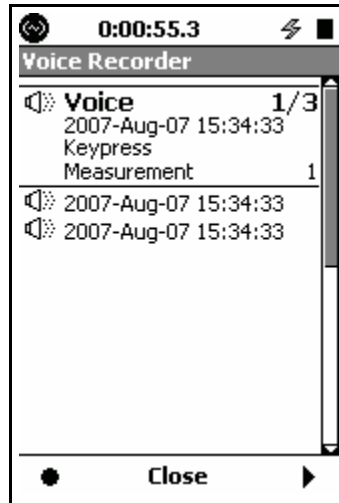 0:00:55.3
Voice Recorder
Voice 1/3
2007-Aug-07 15:34:33
Keypress
Measurement 1
2007-Aug-07 15:34:33
2007-Aug-07 15:34:33
Close